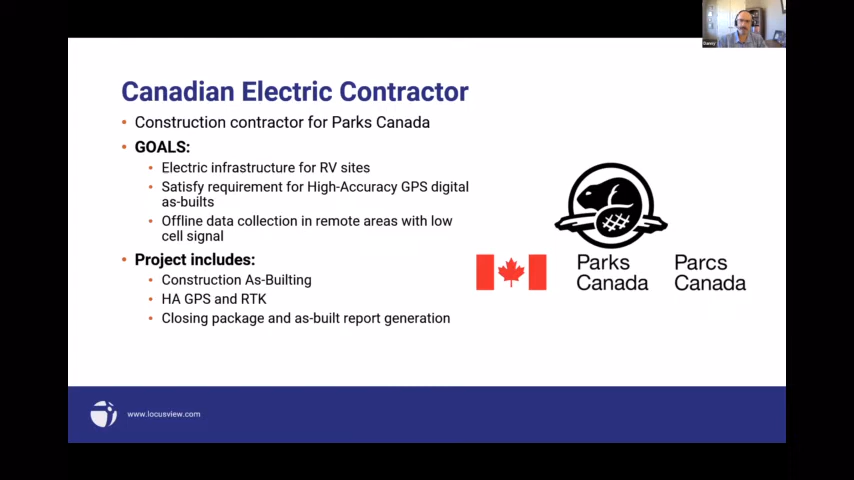 Danny
Canadian Electric Contractor
• Construction contractor for Parks Canada
• GOALS:
• Electric infrastructure for RV sites
• Satisfy requirement for High-Accuracy GPS digital
as-builts
• Offline data collection in remote areas with low
cell signal
• Project includes:
• Construction As-Builting
• HA GPS and RTK
• Closing package and as-built report generation
Parks
Canada
Parcs
Canada
www.locusview.com